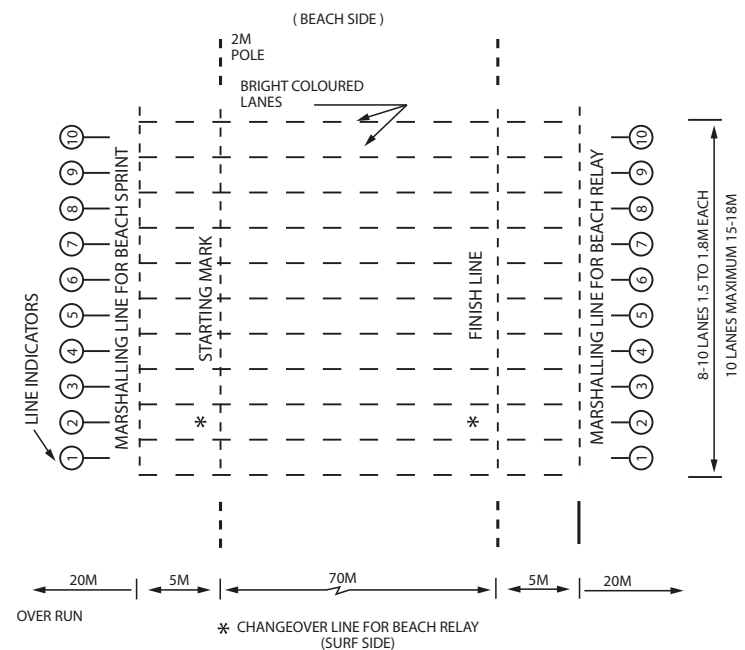 ( BEACH SIDE )
2M
POLE
BRIGHT COLOURED
LANES
10
9
8
7
6
5
4
3
2
1
LINE INDICATORS
MARSHALLING LINE FOR BEACH SPRINT
STARTING MARK
*
FINISH LINE
*
MARSHALLING LINE FOR BEACH RELAY
10
9
8
7
6
5
4
3
2
1
8-10 LANES 1.5 TO 1.8M EACH
10 LANES MAXIMUM 15-18M
20M
5M
70M
5M
20M
OVER RUN
* CHANGEOVER LINE FOR BEACH RELAY
(SURF SIDE)